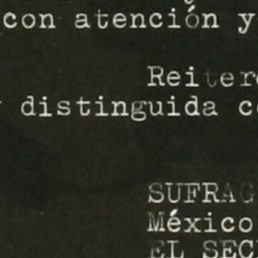 con atención y
Reitero
distinguida
SUFRAG
México
EL SEC